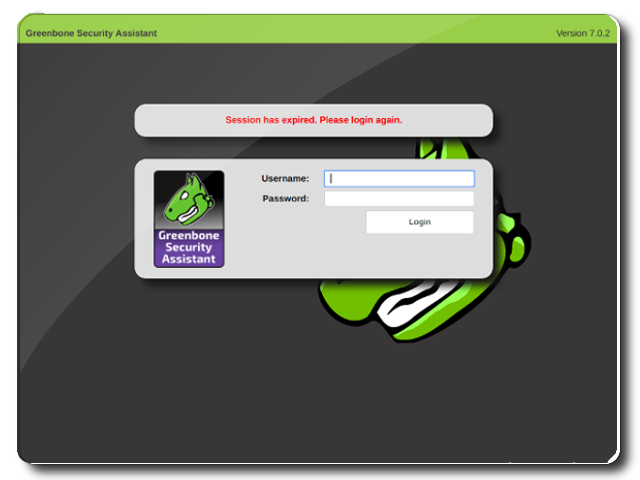 Greenbone Security Assistant
Version 7.0.2
Session has expired. Please login again.
Username:
Password:
Login
Greenbone
Security
Assistant